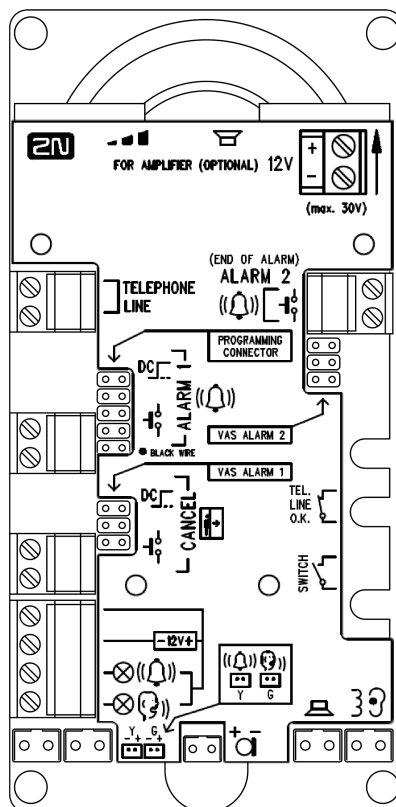 2N
FOR AMPLIFIER (OPTIONAL) 12V
+
-
(max. 30V)
(END OF ALARM)
ALARM 2
TELEPHONE
LINE
PROGRAMMING
CONNECTOR
DC
ALARM 1
VAS ALARM 2
BLACK WIRE
VAS ALARM 1
DC
CANCEL
TEL.
LINE
O.K.
SWITCH
-12V+
Y G
Y G
-+ -+
+ -